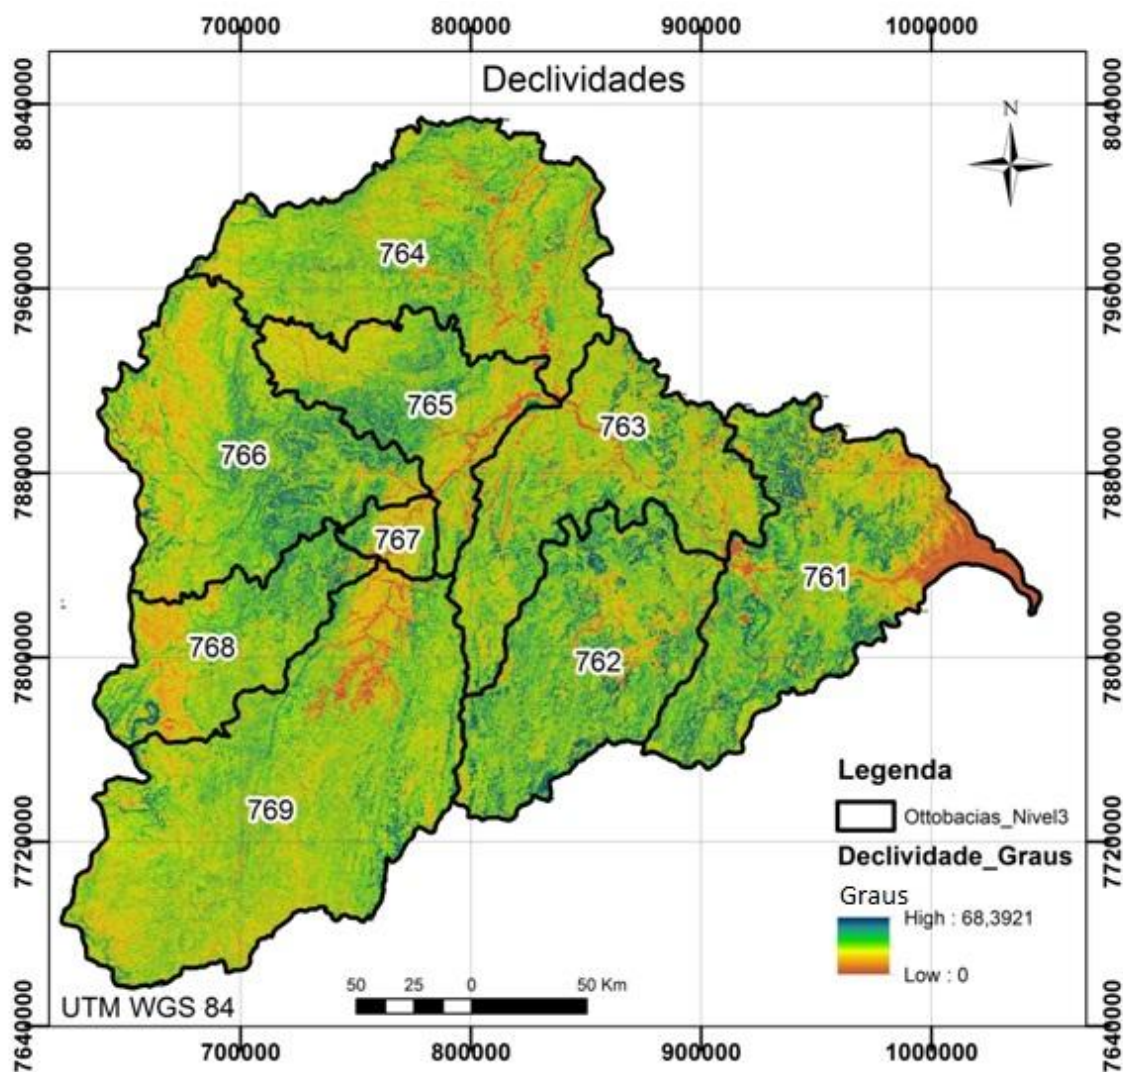 700000 800000 900000 1000000
Declividades
8040000 8040000
N
764
7960000 7960000
765
763
766
7880000 7880000
767
761
768
762
7800000 7800000
Legenda
769
Ottobacias_Nivel3
7720000 7720000
Declividade_Graus
Graus
High : 68,3921
Low : 0
50 25 0 50 Km
UTM WGS 84
7640000 7640000
700000 800000 900000 1000000